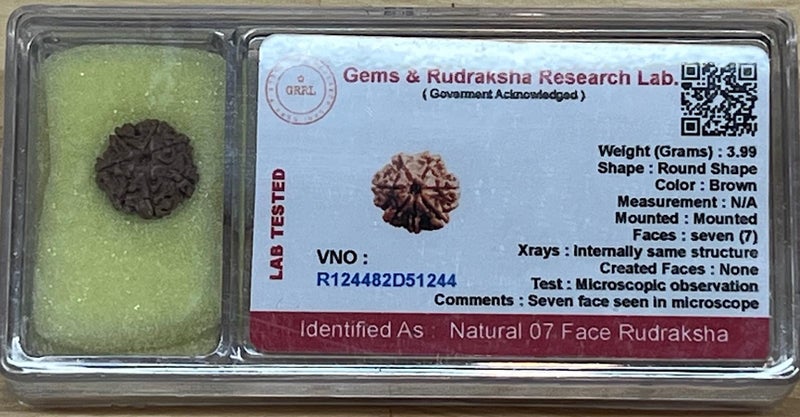 GRRL
Gems & Rudraksha Research Lab.
( Goverment Acknowledged )
LAB TESTED
Weight (Grams) : 3.99
Shape : Round Shape
Color : Brown
Measurement : N/A
Mounted : Mounted
Faces : seven (7)
Xrays : Internally same structure
Created Faces : None
Test : Microscopic observation
Comments : Seven face seen in microscope
VNO :
R124482D51244
Identified As : Natural 07 Face Rudraksha